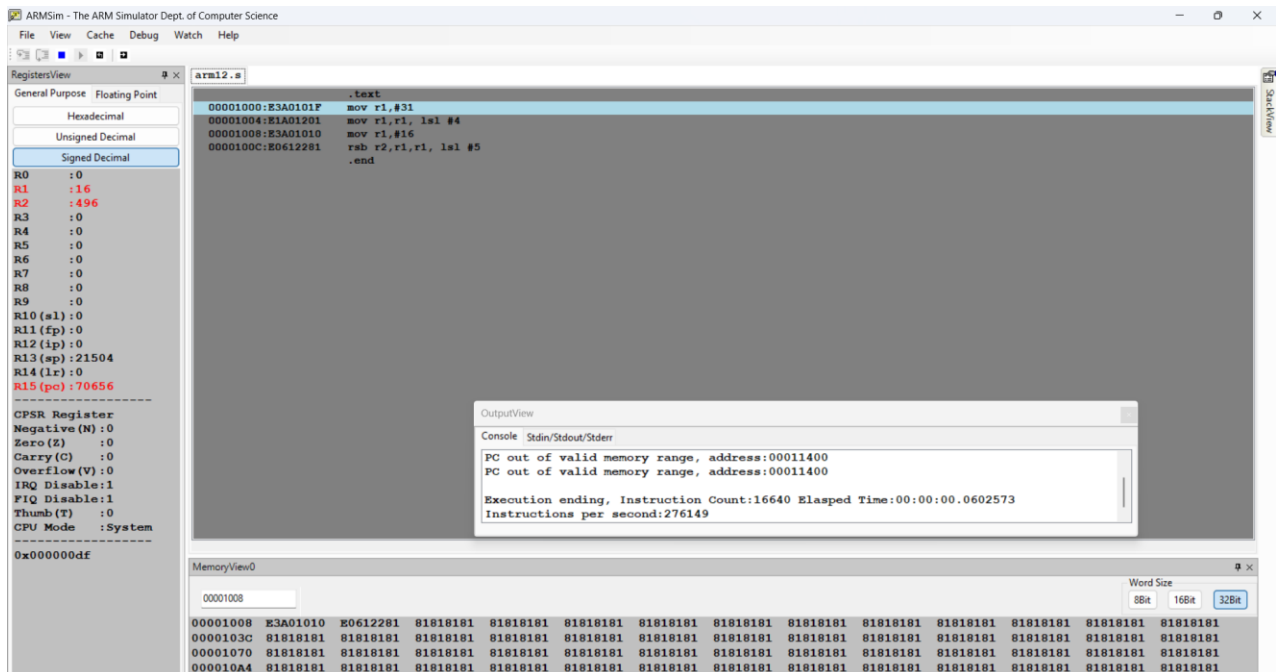 ARMSim - The ARM Simulator Dept. of Computer Science
File View Cache Debug Watch Help
RegistersView
General Purpose Floating Point
Hexadecimal
Unsigned Decimal
Signed Decimal
R0 :0
R1 :16
R2 :496
R3 :0
R4 :0
R5 :0
R6 :0
R7 :0
R8 :0
R9 :0
R10(sl):0
R11(fp):0
R12(ip):0
R13(sp):21504
R14(lr):0
R15(pc):70656
-------------------
CPSR Register
Negative(N):0
Zero(Z) :0
Carry(C) :0
Overflow(V):0
IRQ Disable:1
FIQ Disable:1
Thumb(T) :0
CPU Mode :System
-------------------
0x000000df
arm12.s
.text
00001000:E3A0101F mov r1,#31
00001004:E1A01201 mov r1,r1, lsl #4
00001008:E3A01010 mov r1,#16
0000100C:E0612281 rsb r2,r1,r1, lsl #5
.end
StackView
OutputView
Console Stdin/Stdout/Stderr
PC out of valid memory range, address:00011400
PC out of valid memory range, address:00011400
Execution ending, Instruction Count:16640 Elasped Time:00:00:00.0602573
Instructions per second:276149
MemoryView0
00001008
Word Size
8Bit 16Bit 32Bit
00001008 E3A01010 E0612281 81818181 81818181 81818181 81818181 81818181 81818181 81818181 81818181 81818181 81818181 81818181
0000103C 81818181 81818181 81818181 81818181 81818181 81818181 81818181 81818181 81818181 81818181 81818181 81818181 81818181
00001070 81818181 81818181 81818181 81818181 81818181 81818181 81818181 81818181 81818181 81818181 81818181 81818181 81818181
000010A4 81818181 81818181 81818181 81818181 81818181 81818181 81818181 81818181 81818181 81818181 81818181 81818181 81818181